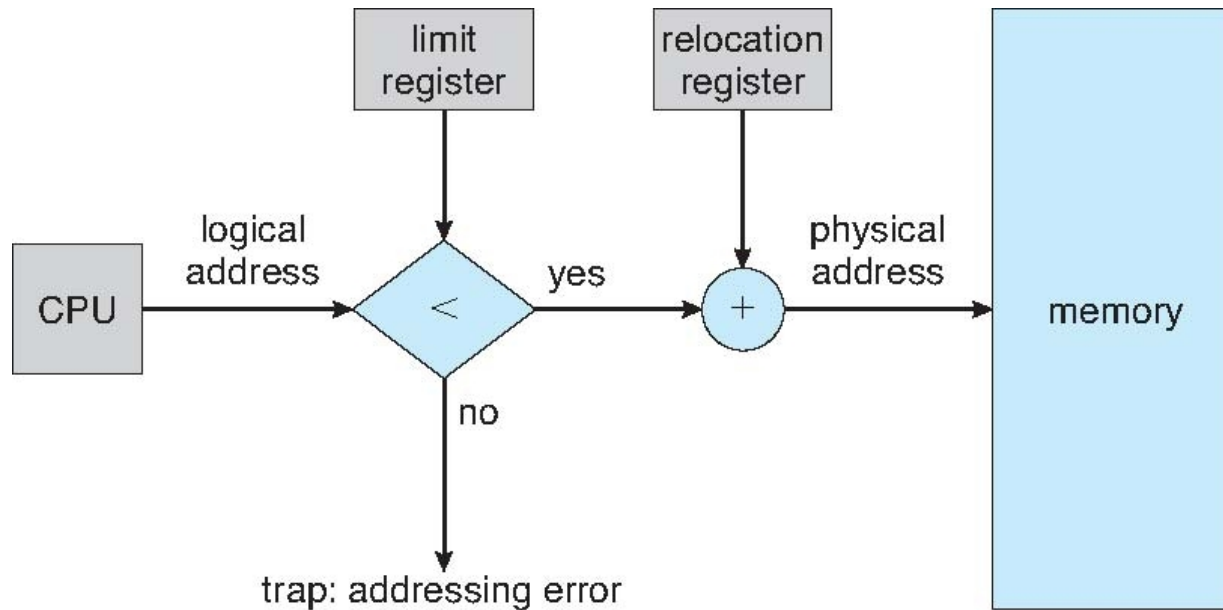 limit
register
relocation
register
logical
address
physical
address
CPU
<
yes
+
memory
no
trap: addressing error